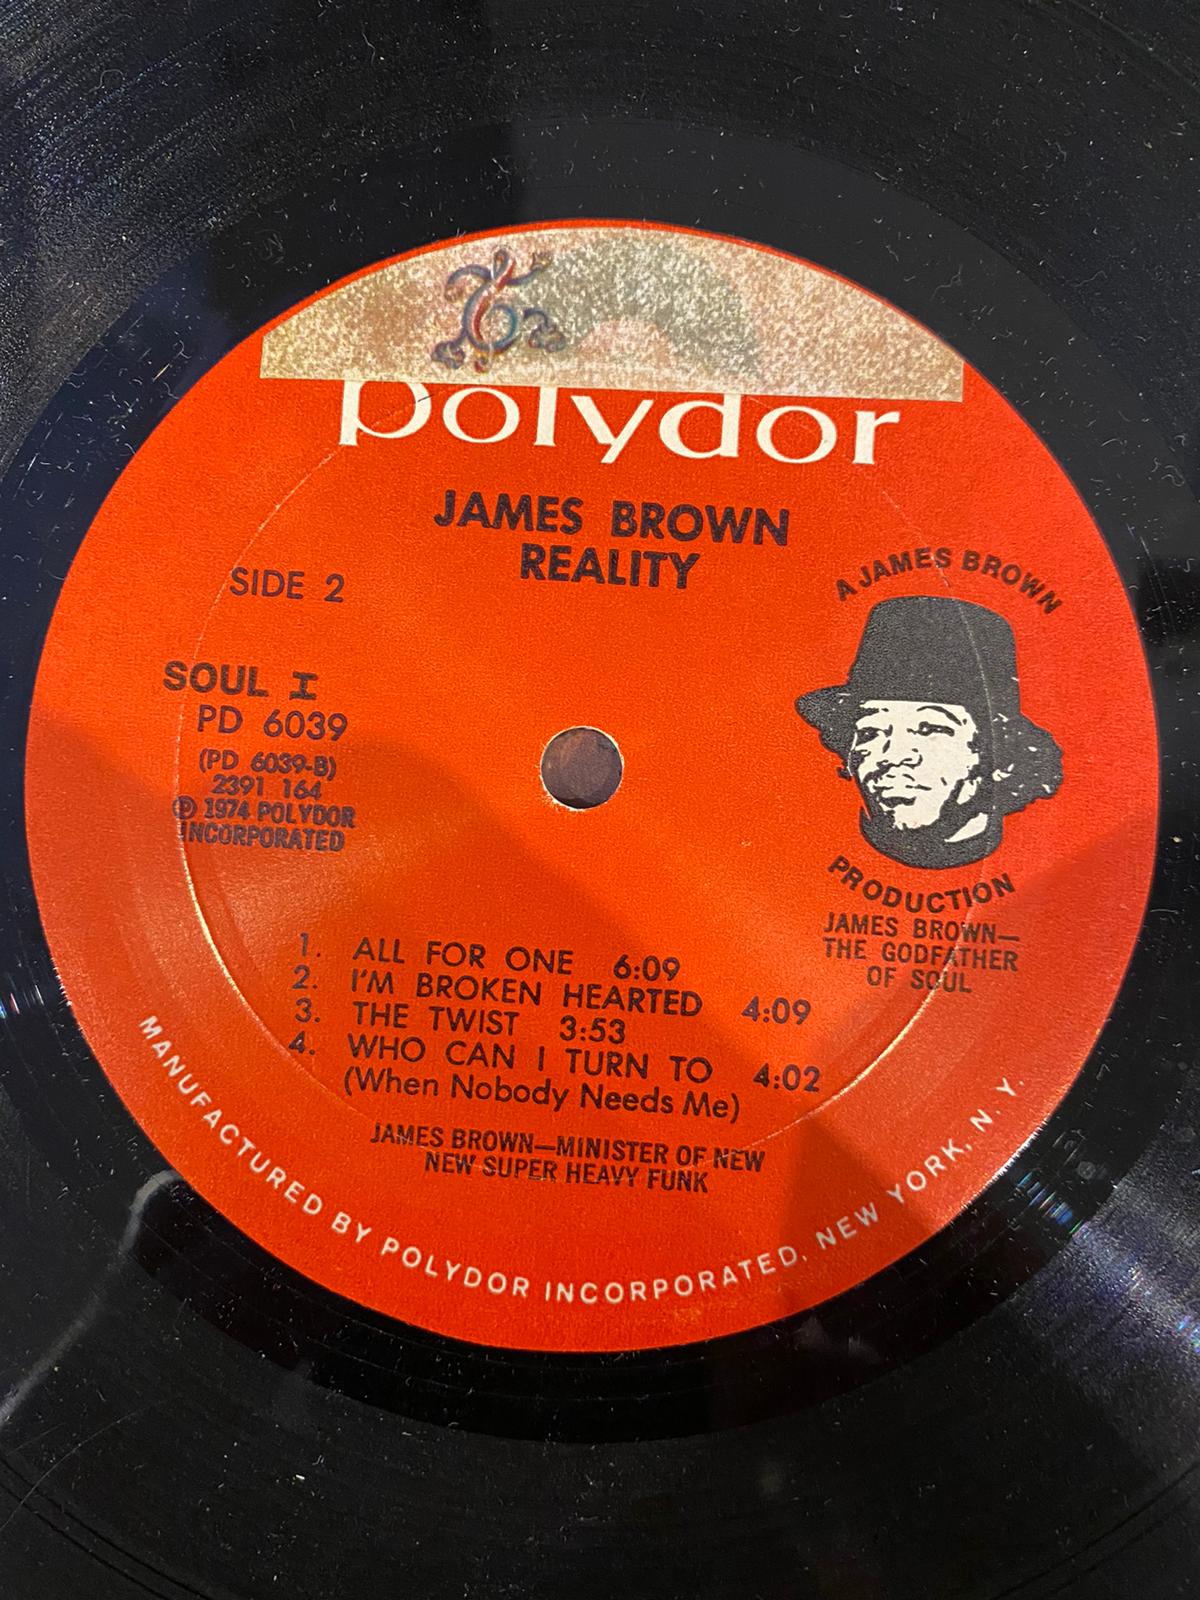 polydor
JAMES BROWN
REALITY
SIDE 2
SOUL I
PD 6039
(PD 6039-B)
2391 164
Ⓟ 1974 POLYDOR
INCORPORATED
A JAMES BROWN
PRODUCTION
JAMES BROWN—
THE GODFATHER
OF SOUL
1. ALL FOR ONE 6:09
2. I'M BROKEN HEARTED 4:09
3. THE TWIST 3:53
4. WHO CAN I TURN TO 4:02
(When Nobody Needs Me)
JAMES BROWN—MINISTER OF NEW
NEW SUPER HEAVY FUNK
MANUFACTURED BY POLYDOR INCORPORATED, NEW YORK, N. Y.